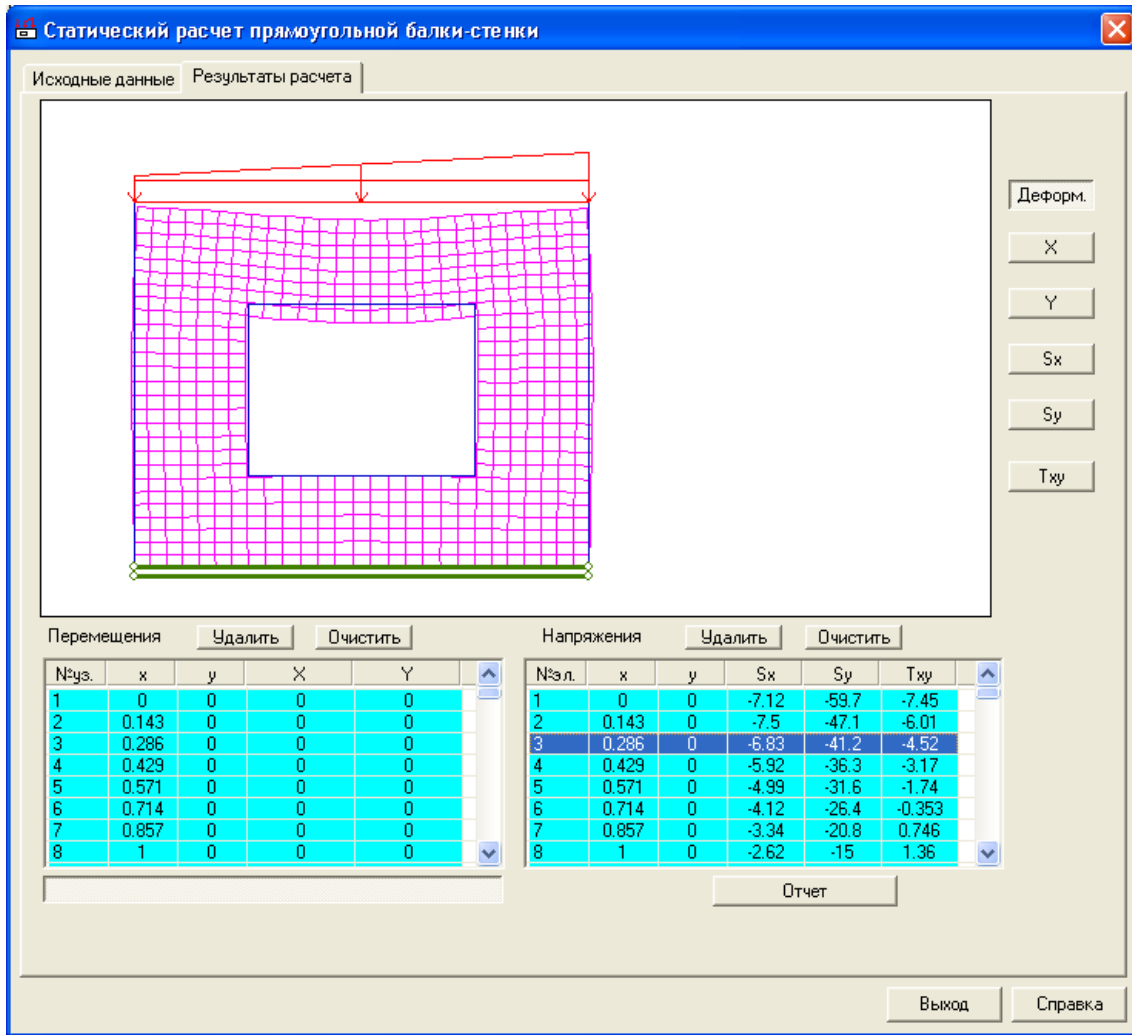 Статический расчет прямоугольной балки-стенки
Исходные данные Результаты расчета
Деформ.
X
Y
Sx
Sy
Txy
Перемещения Удалить Очистить Напряжения Удалить Очистить
№уз. x y X Y
1 0 0 0 0
2 0.143 0 0 0
3 0.286 0 0 0
4 0.429 0 0 0
5 0.571 0 0 0
6 0.714 0 0 0
7 0.857 0 0 0
8 1 0 0 0
№эл. x y Sx Sy Txy
1 0 0 -7.12 -59.7 -7.45
2 0.143 0 -7.5 -47.1 -6.01
3 0.286 0 -6.83 -41.2 -4.52
4 0.429 0 -5.92 -36.3 -3.17
5 0.571 0 -4.99 -31.6 -1.74
6 0.714 0 -4.12 -26.4 -0.353
7 0.857 0 -3.34 -20.8 0.746
8 1 0 -2.62 -15 1.36
Отчет
Выход Справка